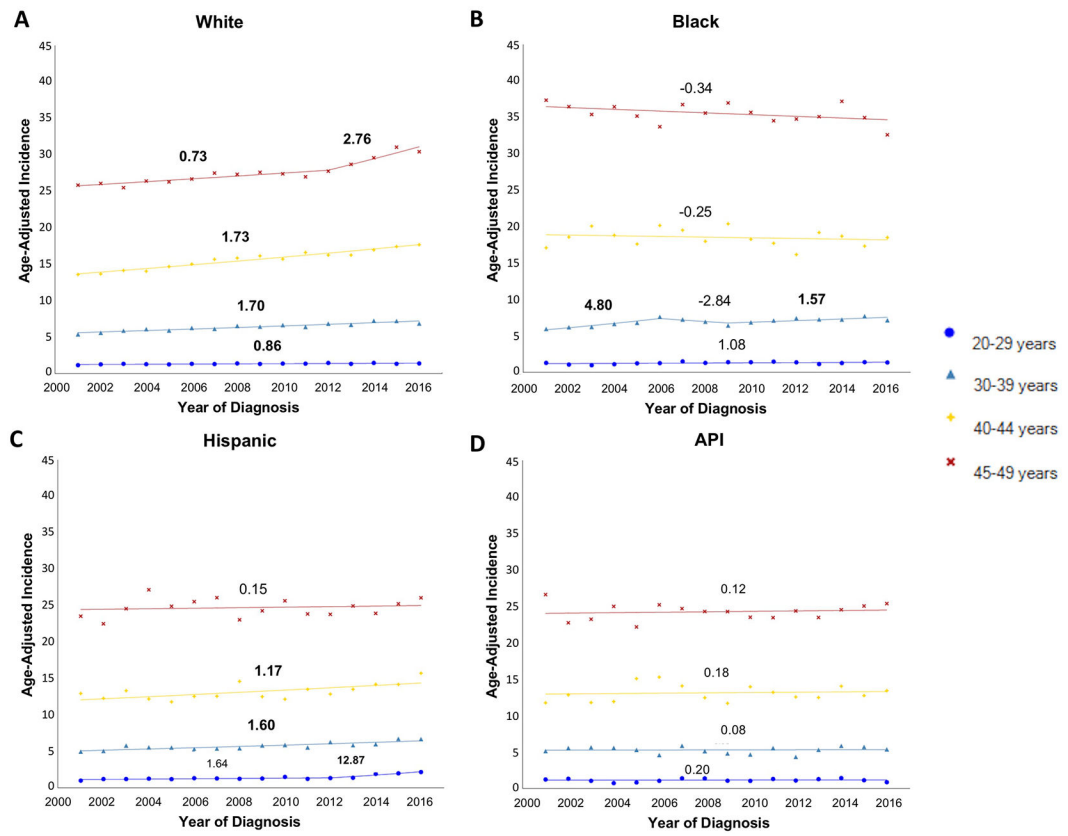 A
White
45
40
35
30
25
20
15
10
5
0
Age-Adjusted Incidence
0.73
2.76
1.73
1.70
0.86
2000 2002 2004 2006 2008 2010 2012 2014 2016
Year of Diagnosis
B
Black
45
40
35
30
25
20
15
10
5
0
Age-Adjusted Incidence
-0.34
-0.25
4.80 -2.84 1.57
1.08
2000 2002 2004 2006 2008 2010 2012 2014 2016
Year of Diagnosis
20-29 years
30-39 years
40-44 years
45-49 years
C
Hispanic
45
40
35
30
25
20
15
10
5
0
Age-Adjusted Incidence
0.15
1.17
1.60
1.64 12.87
2000 2002 2004 2006 2008 2010 2012 2014 2016
Year of Diagnosis
D
API
45
40
35
30
25
20
15
10
5
0
Age-Adjusted Incidence
0.12
0.18
0.08
0.20
2000 2002 2004 2006 2008 2010 2012 2014 2016
Year of Diagnosis